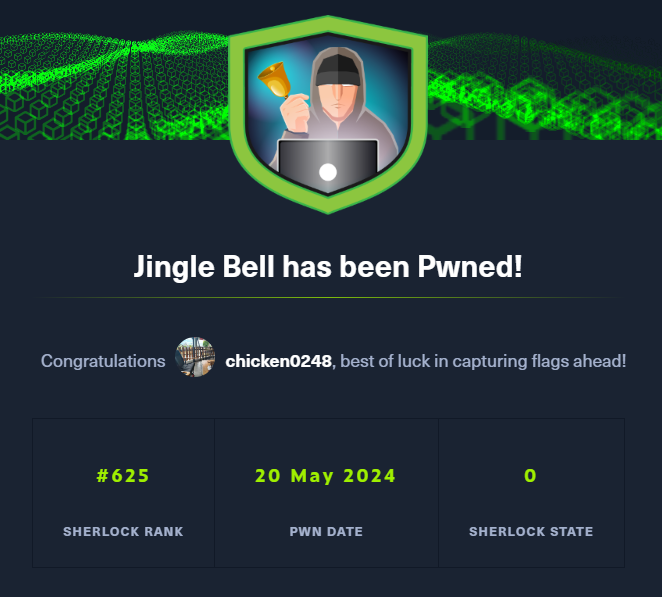 Jingle Bell has been Pwned!
Congratulations chicken0248, best of luck in capturing flags ahead!
#625 20 May 2024 0
SHERLOCK RANK PWN DATE SHERLOCK STATE